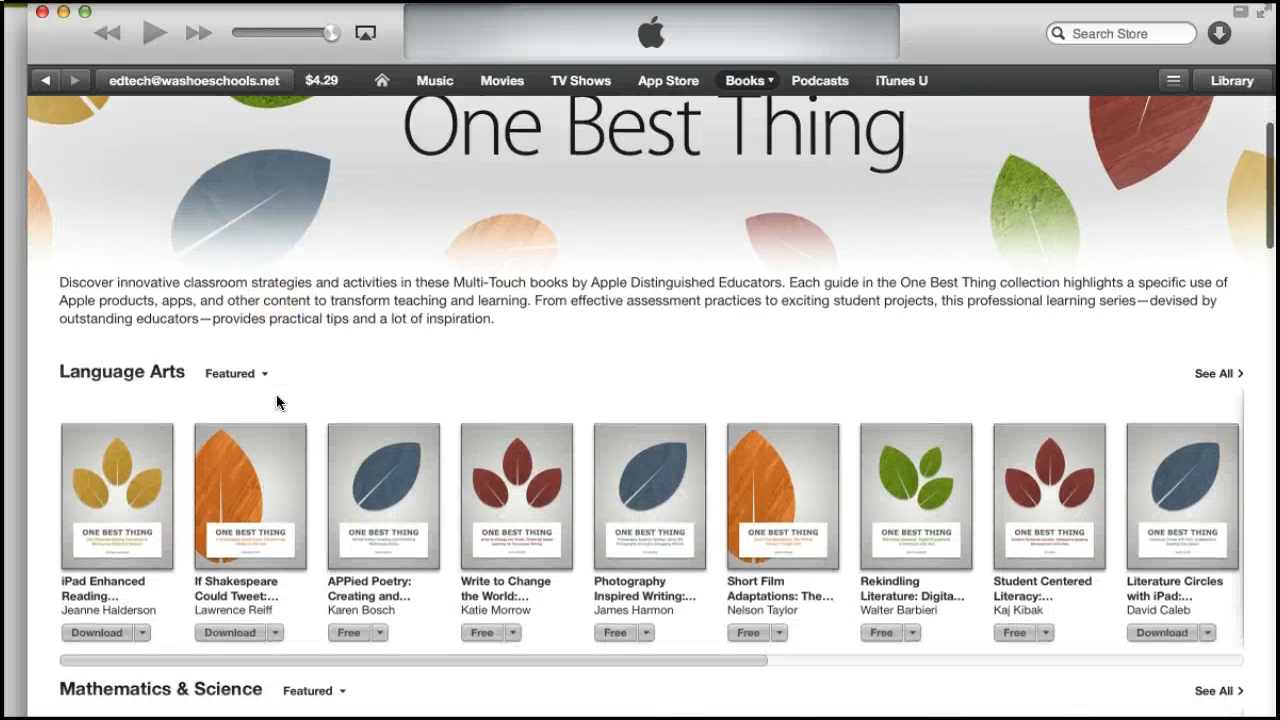 Search Store
edtech@washoeschools.net $4.29 Music Movies TV Shows App Store Books Podcasts iTunes U Library
One Best Thing
Discover innovative classroom strategies and activities in these Multi-Touch books by Apple Distinguished Educators. Each guide in the One Best Thing collection highlights a specific use of
Apple products, apps, and other content to transform teaching and learning. From effective assessment practices to exciting student projects, this professional learning series—devised by
outstanding educators—provides practical tips and a lot of inspiration.
Language Arts Featured See All
ONE BEST THING ONE BEST THING ONE BEST THING ONE BEST THING ONE BEST THING ONE BEST THING ONE BEST THING ONE BEST THING ONE BEST THING
iPad Enhanced If Shakespeare APPied Poetry: Write to Change Photography Short Film Rekindling Student Centered Literature Circles
Reading... Could Tweet:... Creating and... the World:... Inspired Writing:... Adaptations: The... Literature: Digita... Literacy:... with iPad:...
Jeanne Halderson Lawrence Reiff Karen Bosch Katie Morrow James Harmon Nelson Taylor Walter Barbieri Kaj Kibak David Caleb
Download Download Free Free Free Free Free Free Download
Mathematics & Science Featured See All